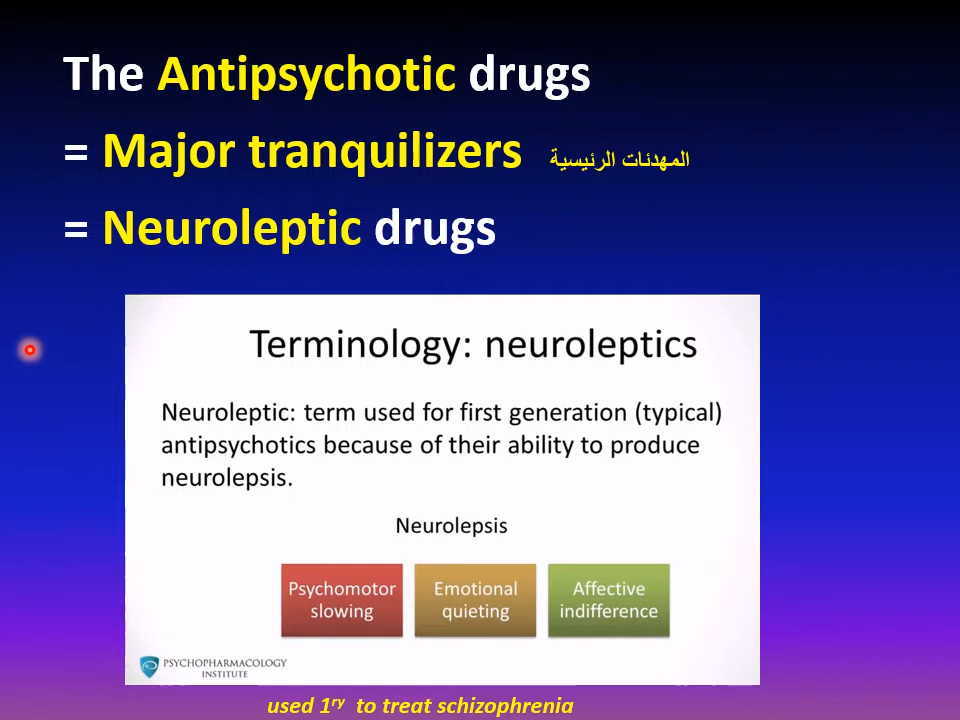 The Antipsychotic drugs
= Major tranquilizers المهدئات الرئيسية
= Neuroleptic drugs
Terminology: neuroleptics
Neuroleptic: term used for first generation (typical)
antipsychotics because of their ability to produce
neurolepsis.
Neurolepsis
Psychomotor
slowing
Emotional
quieting
Affective
indifference
PSYCHOPHARMACOLOGY
INSTITUTE
used 1ry to treat schizophrenia